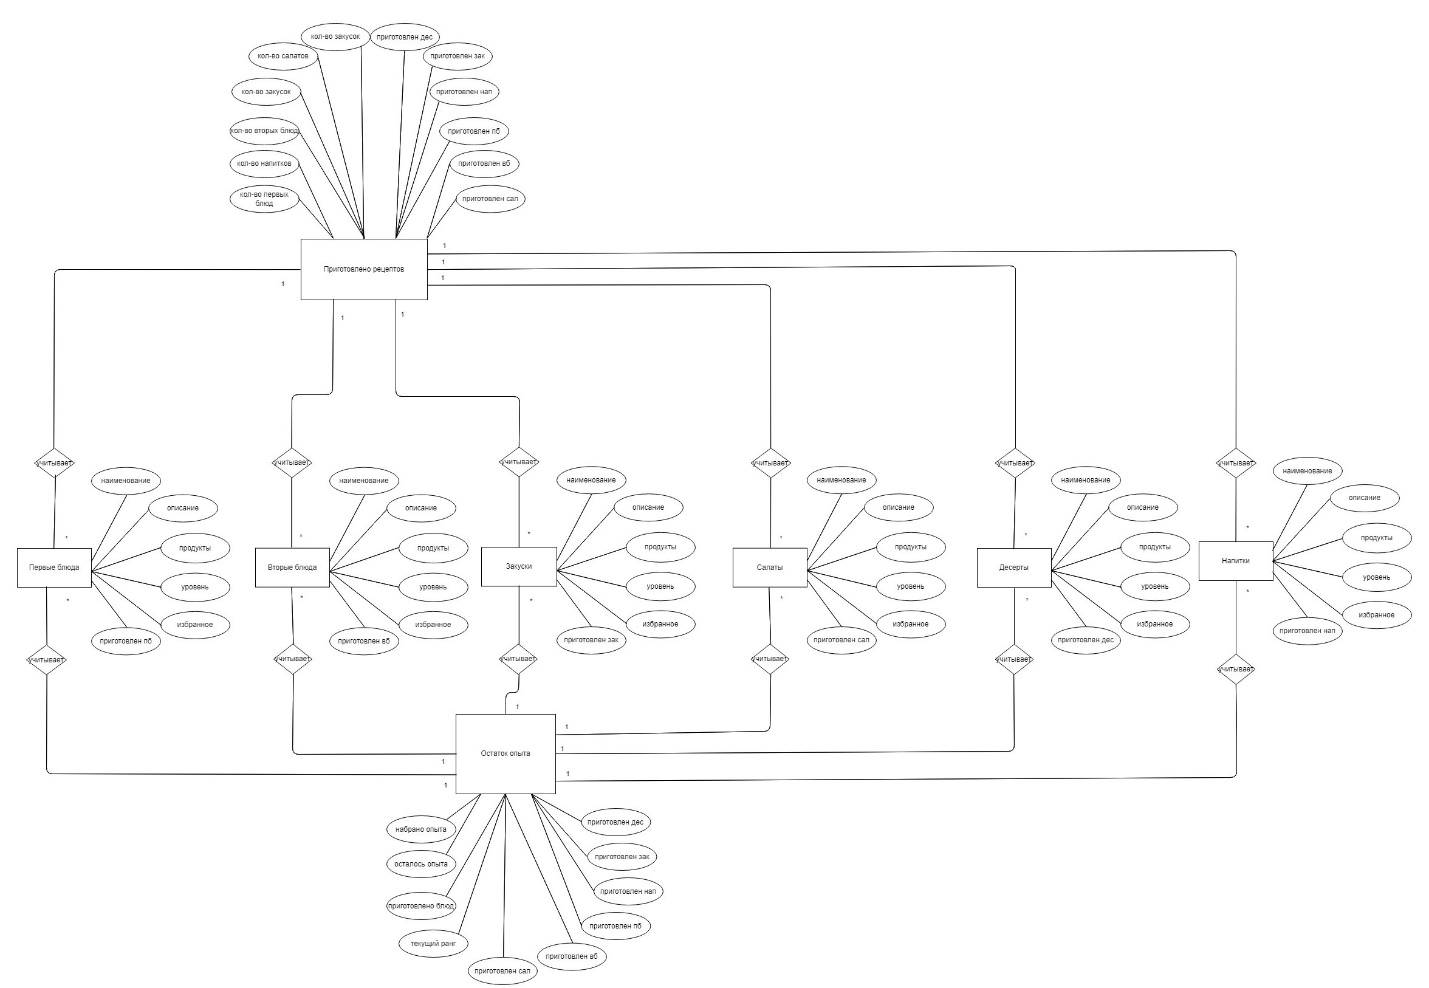 кол-во закусок
приготовлен дес
кол-во салатов
приготовлен зак
кол-во закусок
приготовлен нап
кол-во вторых блюд
приготовлен пб
кол-во напитков
приготовлен вб
кол-во первых
блюд
приготовлен сал
Приготовлено рецептов
1
1
1
1
1
1
учитывает
учитывает
учитывает
учитывает
учитывает
учитывает
*
*
*
*
*
*
Первые блюда
наименование
описание
продукты
уровень
избранное
приготовлен пб
*
Вторые блюда
наименование
описание
продукты
уровень
избранное
приготовлен вб
*
Закуски
наименование
описание
продукты
уровень
избранное
приготовлен зак
*
Салаты
наименование
описание
продукты
уровень
избранное
приготовлен сал
*
Десерты
наименование
описание
продукты
уровень
избранное
приготовлен дес
*
Напитки
наименование
описание
продукты
уровень
избранное
приготовлен нап
*
учитывает
учитывает
учитывает
учитывает
учитывает
учитывает
1
1
1
1
1
1
Остаток опыта
набрано опыта
осталось опыта
приготовлено блюд
текущий ранг
приготовлен сал
приготовлен вб
приготовлен пб
приготовлен нап
приготовлен зак
приготовлен дес